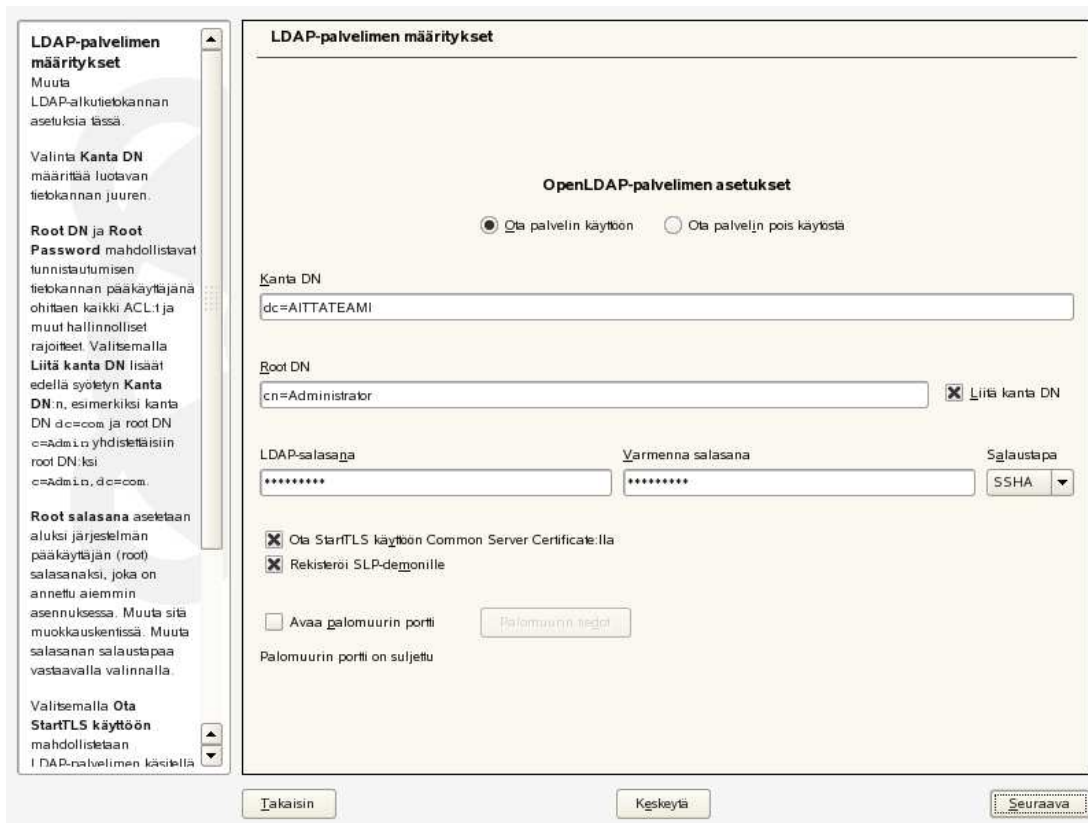 LDAP-palvelimen
määritykset
Muuta
LDAP-alkutietokannan
asetuksia tässä.
Valinta Kanta DN
määrittää luotavan
tietokannan juuren.
Root DN ja Root
Password mahdollistavat
tunnistautumisen
tietokannan pääkäyttäjänä
ohittaen kaikki ACL:t ja
muut hallinnolliset
rajoitteet. Valitsemalla
Liitä kanta DN lisäät
edellä syötetyn Kanta
DN:n, esimerkiksi kanta
DN dc=com ja root DN
c=Admin yhdistettäisiin
root DN:ksi
c=Admin,dc=com.
Root salasana asetetaan
aluksi järjestelmän
pääkäyttäjän (root)
salasanaksi, joka on
annettu aiemmin
asennuksessa. Muuta sitä
muokkauskentissä. Muuta
salasanan salaustapaa
vastaavalla valinnalla.
Valitsemalla Ota
StartTLS käyttöön
mahdollistetaan
LDAP-palvelimen käsitellä
LDAP-palvelimen määritykset
OpenLDAP-palvelimen asetukset
Ota palvelin käyttöön Ota palvelin pois käytöstä
Kanta DN
dc=AITTATEAMI
Root DN
cn=Administrator Liitä kanta DN
LDAP-salasana Varmenna salasana Salaustapa
********* ********* SSHA
Ota StartTLS käyttöön Common Server Certificate:lla
Rekisteröi SLP-demonille
Avaa palomuurin portti Palomuurin tiedot
Palomuurin portti on suljettu
Takaisin Keskeytä Seuraava